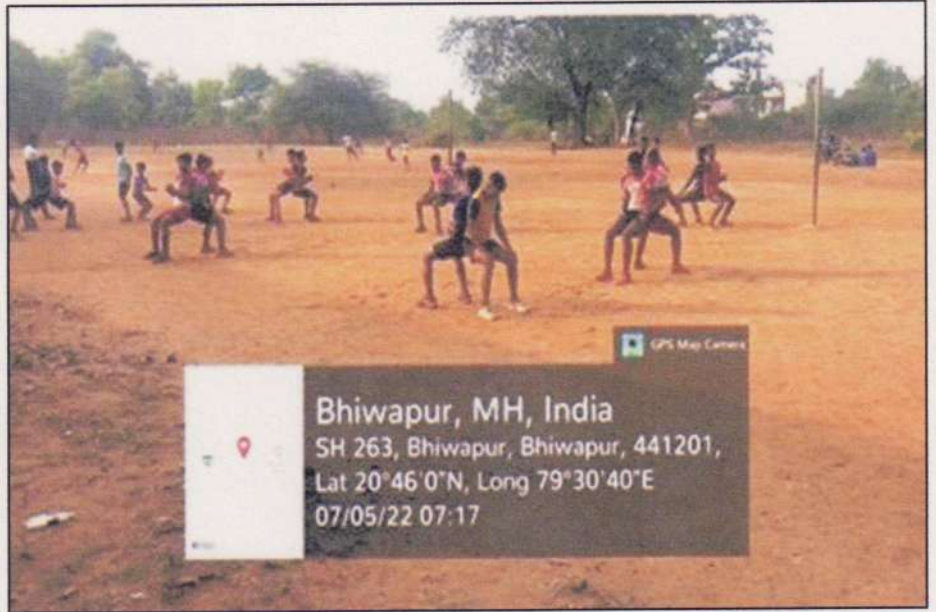 GPS Map Camera
Bhiwapur, MH, India
SH 263, Bhiwapur, Bhiwapur, 441201,
Lat 20°46'0"N, Long 79°30'40"E
07/05/22 07:17